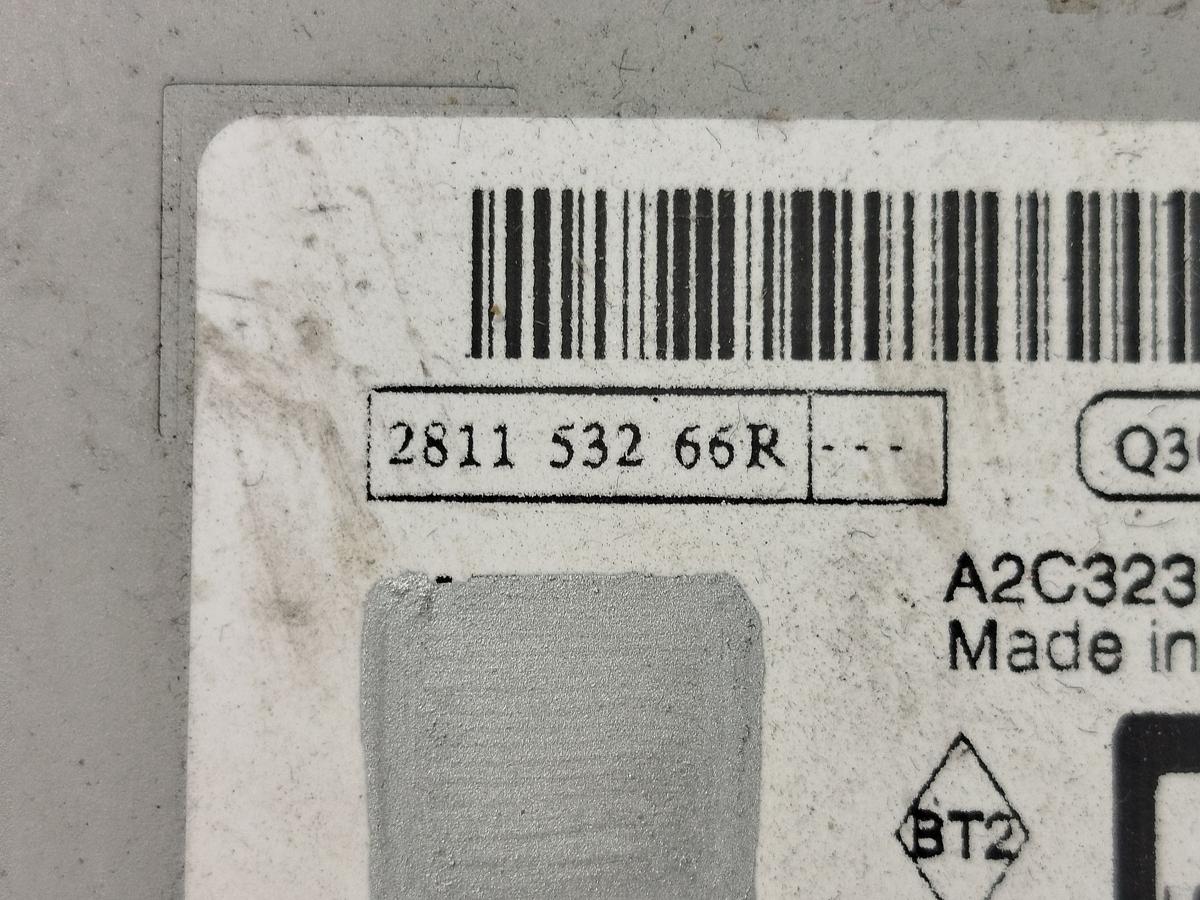 2811 532 66R ---
Q3
A2C323
Made in
BT2